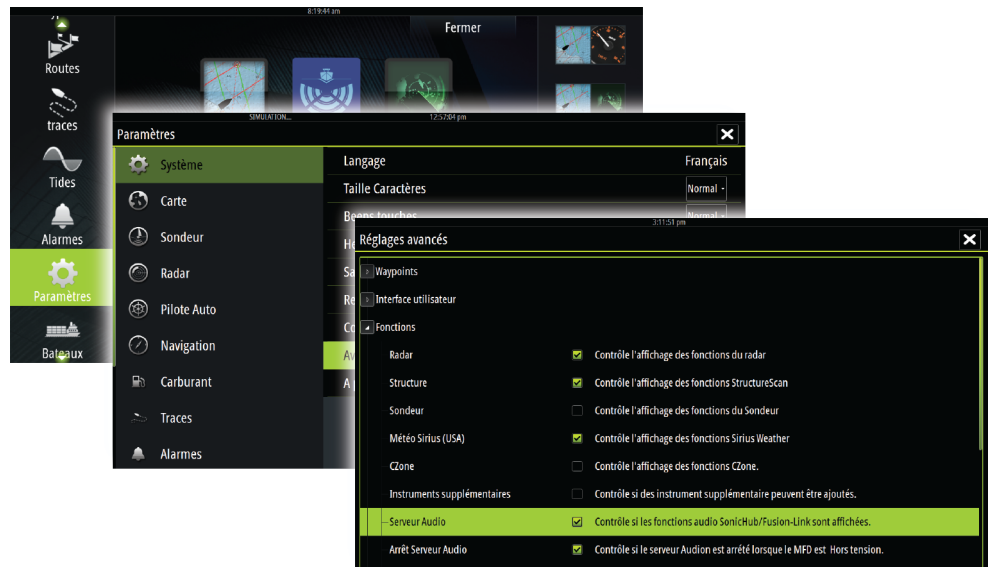 8:19:44 am
Fermer
Routes
traces
Tides
Alarmes
Paramètres
Bateaux
SIMULATION...
12:57:04 pm
Paramètres
Système
Carte
Sondeur
Radar
Pilote Auto
Navigation
Carburant
Traces
Alarmes
Langage Français
Taille Caractères Normal
Beeps touches Normal
3:11:51 pm
Réglages avancés
Waypoints
Interface utilisateur
Fonctions
Radar Contrôle l'affichage des fonctions du radar
Structure Contrôle l'affichage des fonctions StructureScan
Sondeur Contrôle l'affichage des fonctions du Sondeur
Météo Sirius (USA) Contrôle l'affichage des fonctions Sirius Weather
CZone Contrôle l'affichage des fonctions CZone.
Instruments supplémentaires Contrôle si des instrument supplémentaire peuvent être ajoutés.
Serveur Audio Contrôle si les fonctions audio SonicHub/Fusion-Link sont affichées.
Arrêt Serveur Audio Contrôle si le serveur Audion est arrété lorsque le MFD est Hors tension.